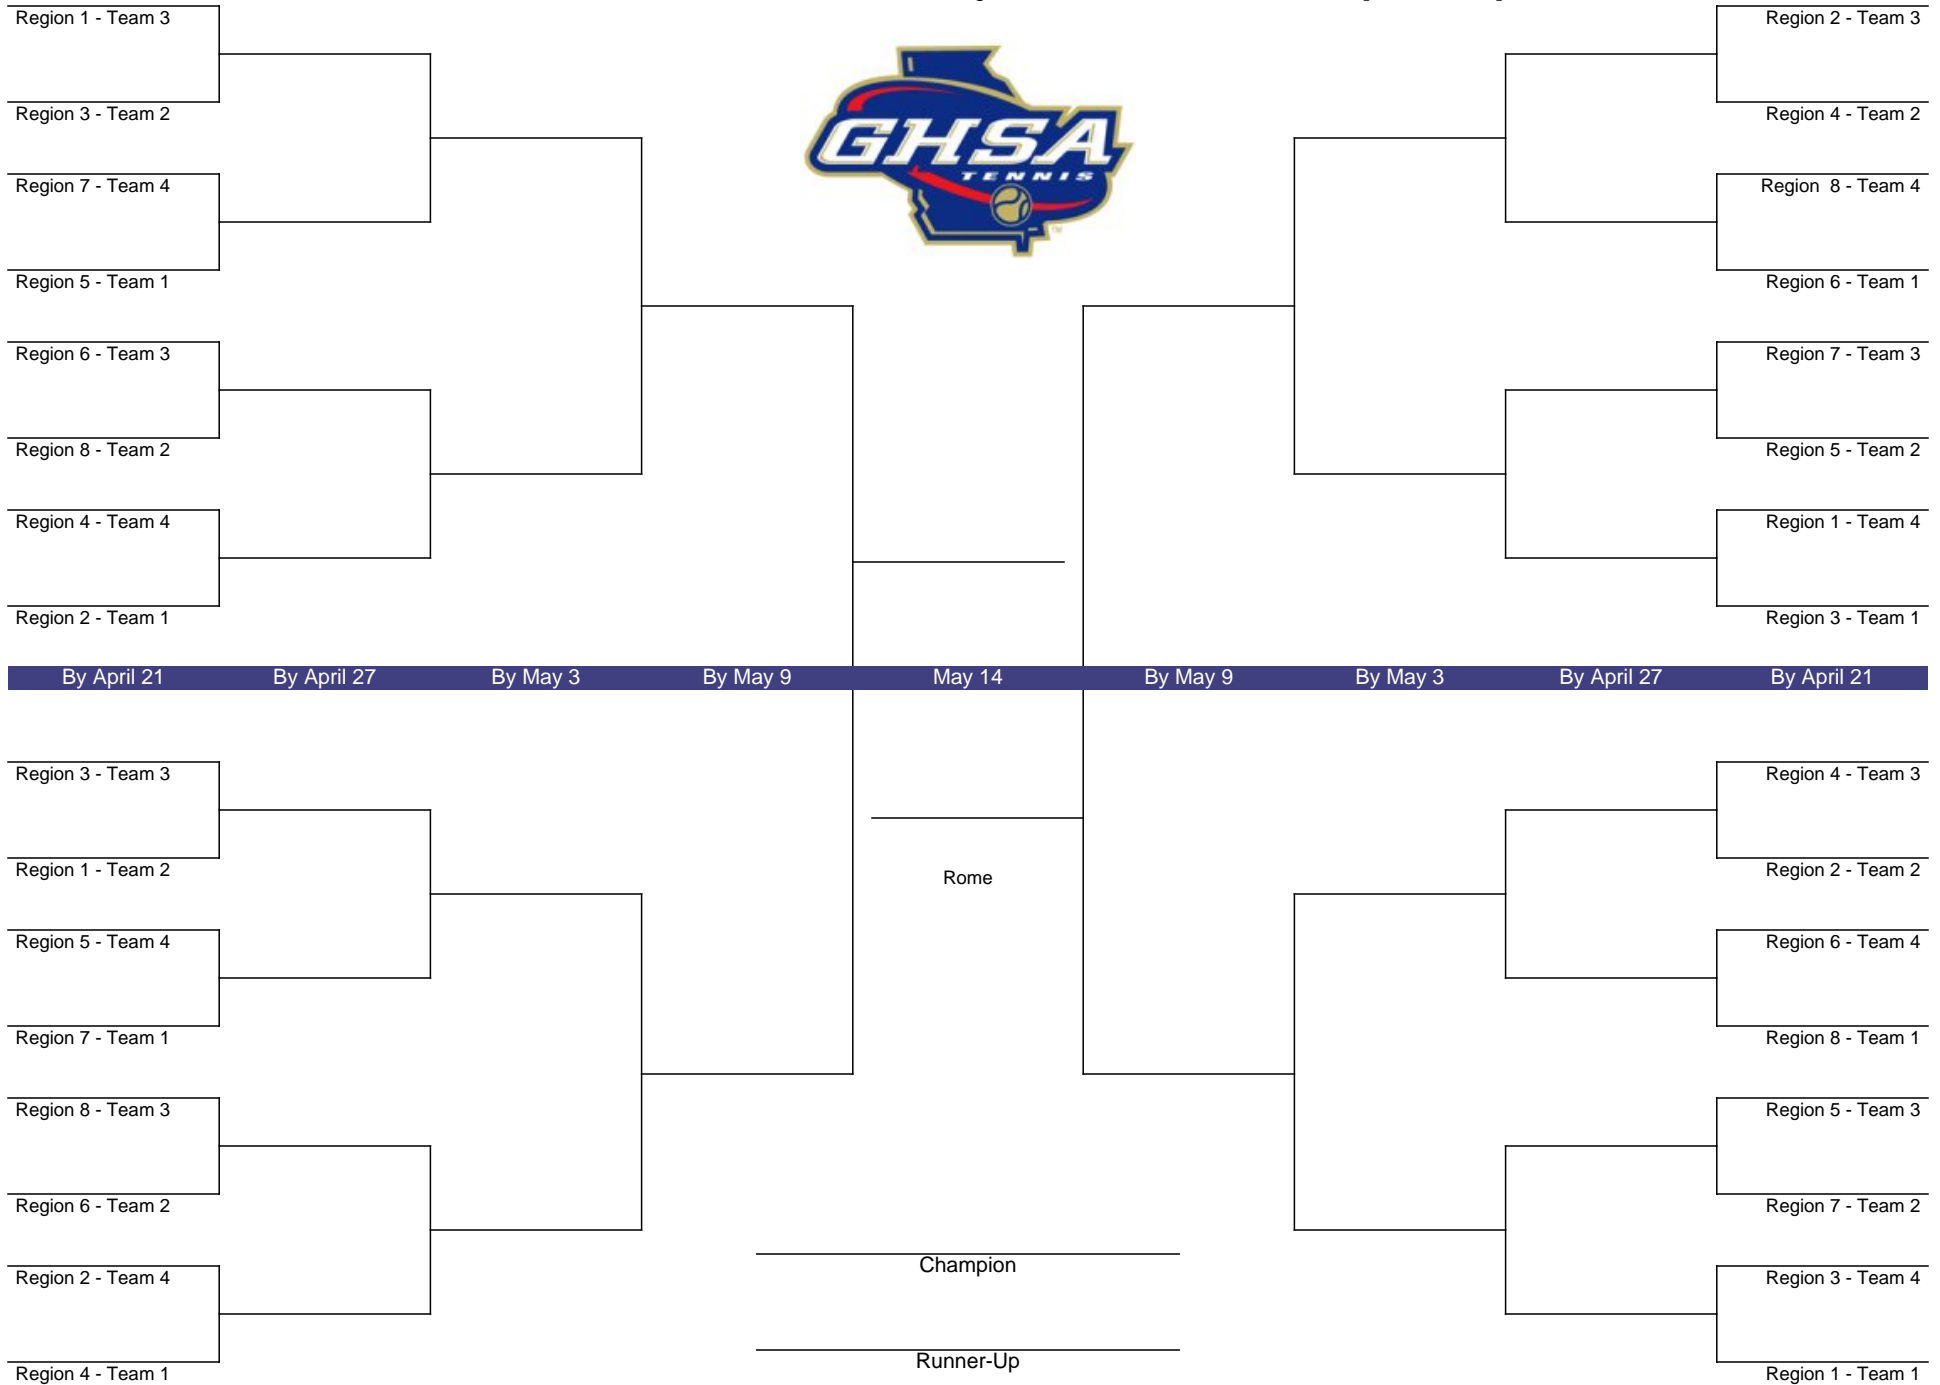 Region 1 - Team 3
Region 2 - Team 3
Region 3 - Team 2
Region 4 - Team 2
GHSA
TENNIS
TM
Region 7 - Team 4
Region 8 - Team 4
Region 5 - Team 1
Region 6 - Team 1
Region 6 - Team 3
Region 7 - Team 3
Region 8 - Team 2
Region 5 - Team 2
Region 4 - Team 4
Region 1 - Team 4
Region 2 - Team 1
Region 3 - Team 1
By April 21 By April 27 By May 3 By May 9 May 14 By May 9 By May 3 By April 27 By April 21
Region 3 - Team 3
Region 4 - Team 3
Region 1 - Team 2
Rome
Region 2 - Team 2
Region 5 - Team 4
Region 6 - Team 4
Region 7 - Team 1
Region 8 - Team 1
Region 8 - Team 3
Region 5 - Team 3
Region 6 - Team 2
Region 7 - Team 2
Champion
Region 2 - Team 4
Region 3 - Team 4
Runner-Up
Region 4 - Team 1
Region 1 - Team 1